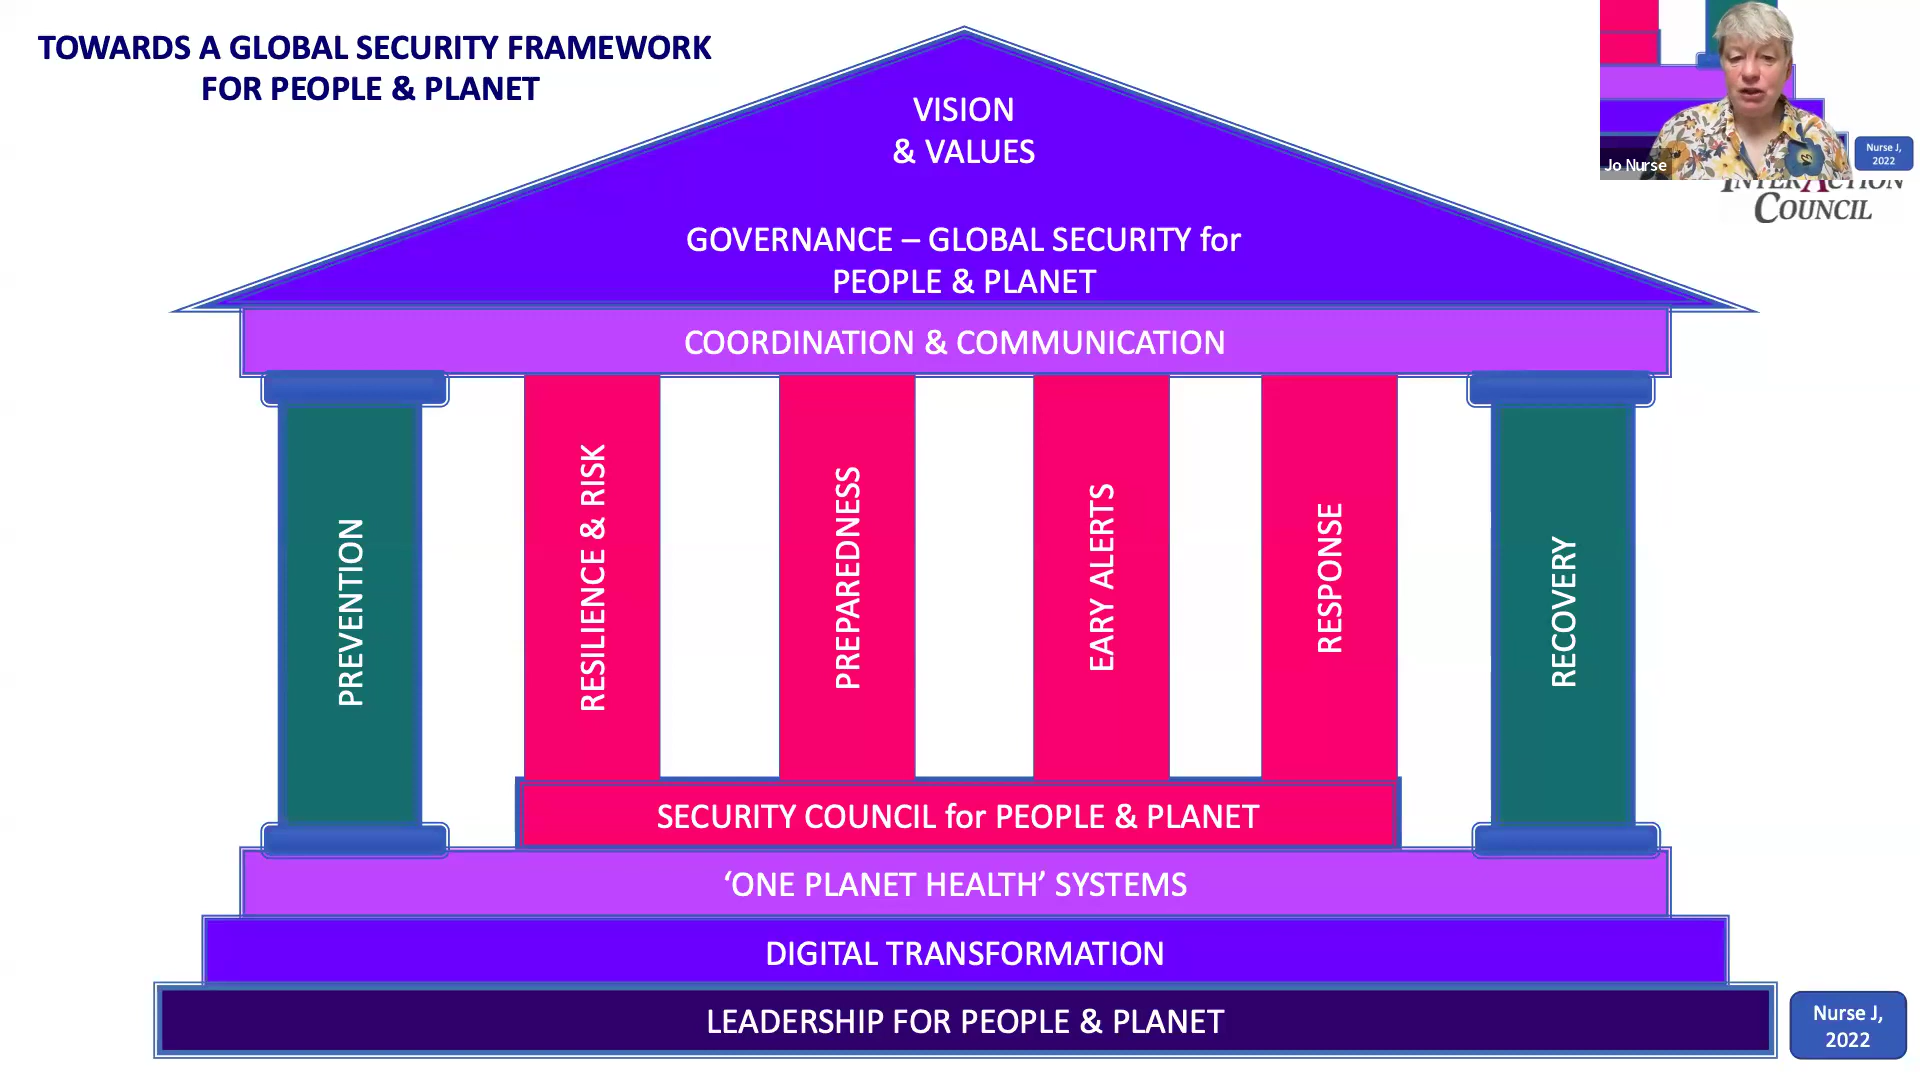 TOWARDS A GLOBAL SECURITY FRAMEWORK
FOR PEOPLE & PLANET
VISION
& VALUES
GOVERNANCE – GLOBAL SECURITY for
PEOPLE & PLANET
Jo Nurse
Nurse J,
2022
INTERACTION
COUNCIL
COORDINATION & COMMUNICATION
PREVENTION
RESILIENCE & RISK
PREPAREDNESS
EARY ALERTS
RESPONSE
RECOVERY
SECURITY COUNCIL for PEOPLE & PLANET
‘ONE PLANET HEALTH’ SYSTEMS
DIGITAL TRANSFORMATION
LEADERSHIP FOR PEOPLE & PLANET
Nurse J,
2022